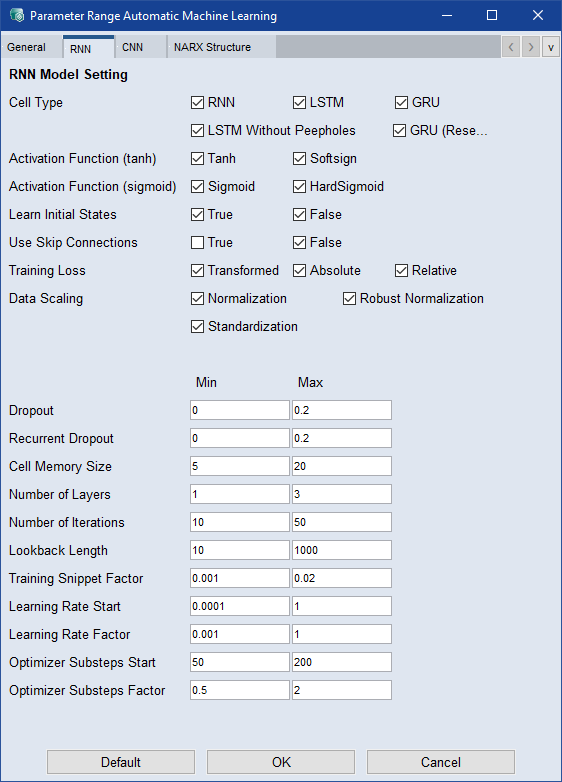 Parameter Range Automatic Machine Learning
General RNN CNN NARX Structure < > v
RNN Model Setting
Cell Type RNN LSTM GRU
LSTM Without Peepholes GRU (Rese...
Activation Function (tanh) Tanh Softsign
Activation Function (sigmoid) Sigmoid HardSigmoid
Learn Initial States True False
Use Skip Connections True False
Training Loss Transformed Absolute Relative
Data Scaling Normalization Robust Normalization
Standardization
Min Max
Dropout 0 0.2
Recurrent Dropout 0 0.2
Cell Memory Size 5 20
Number of Layers 1 3
Number of Iterations 10 50
Lookback Length 10 1000
Training Snippet Factor 0.001 0.02
Learning Rate Start 0.0001 1
Learning Rate Factor 0.001 1
Optimizer Substeps Start 50 200
Optimizer Substeps Factor 0.5 2
Default OK Cancel